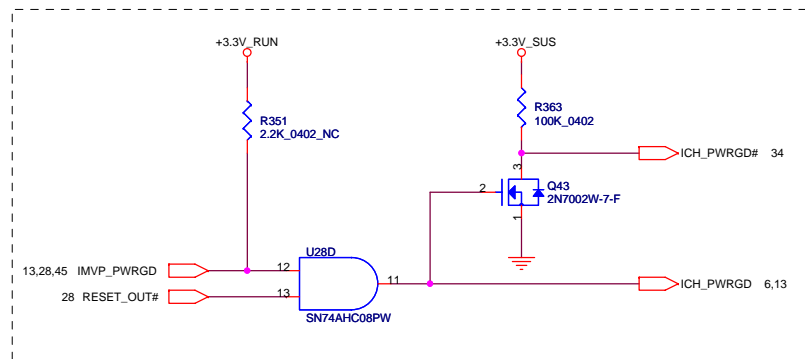 +3.3V_RUN
+3.3V_SUS
R351
2.2K_0402_NC
R363
100K_0402
3
ICH_PWRGD# 34
2
Q43
2N7002W-7-F
1
U28D
13,28,45 IMVP_PWRGD
12
11
ICH_PWRGD 6,13
28 RESET_OUT#
13
SN74AHC08PW